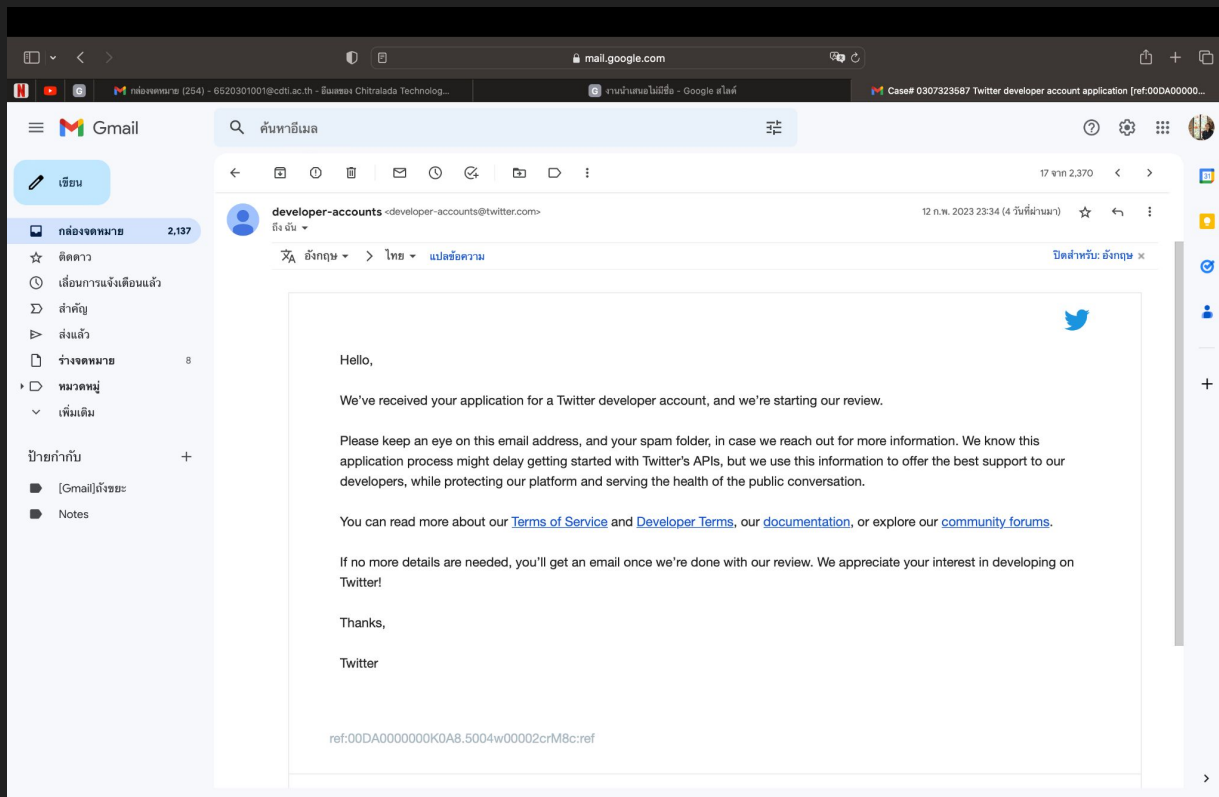 mail.google.com
กล่องจดหมาย (254) - 6520301001@cdti.ac.th - อีเมลของ Chitralada Technolog...
งานนำเสนอไม่มีชื่อ - Google สไลด์
Case# 0307323587 Twitter developer account application [ref:00DA00000...
Gmail
ค้นหาอีเมล
เขียน
17 จาก 2,370
กล่องจดหมาย 2,137
ติดดาว
เลื่อนการแจ้งเตือนแล้ว
สำคัญ
ส่งแล้ว
ร่างจดหมาย 8
หมวดหมู่
เพิ่มเติม
ป้ายกำกับ
[Gmail]ถังขยะ
Notes
developer-accounts <developer-accounts@twitter.com>
12 ก.พ. 2023 23:34 (4 วันที่ผ่านมา)
ถึง ฉัน
อังกฤษ > ไทย แปลข้อความ
ปิดสำหรับ: อังกฤษ ×
Hello,
We've received your application for a Twitter developer account, and we're starting our review.
Please keep an eye on this email address, and your spam folder, in case we reach out for more information. We know this
application process might delay getting started with Twitter's APIs, but we use this information to offer the best support to our
developers, while protecting our platform and serving the health of the public conversation.
You can read more about our Terms of Service and Developer Terms, our documentation, or explore our community forums.
If no more details are needed, you'll get an email once we're done with our review. We appreciate your interest in developing on
Twitter!
Thanks,
Twitter
ref:00DA0000000K0A8.5004w00002crM8c:ref
31